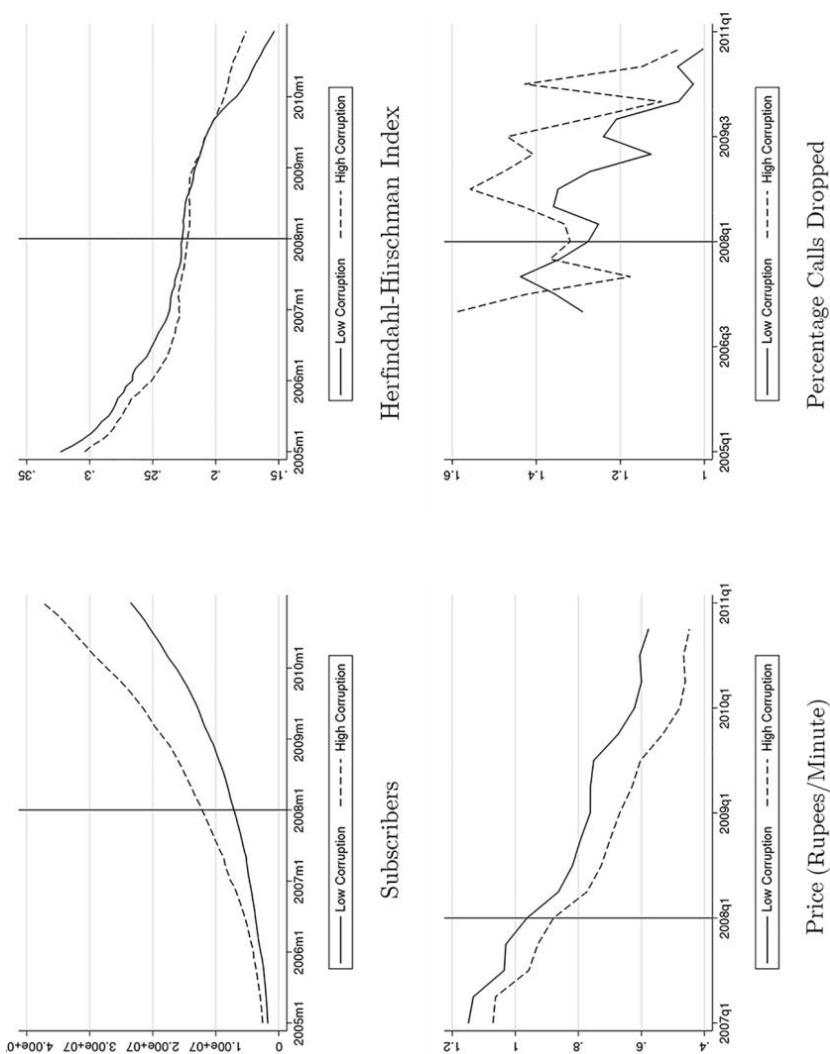 4.00e+0
3.00e+07
2.00e+07
1.00e+07
0
2005m1 2006m1 2007m1 2008m1 2009m1 2010m1
Low Corruption High Corruption
Subscribers
.35
.3
.25
.2
.15
2005m1 2006m1 2007m1 2008m1 2009m1 2010m1
Low Corruption High Corruption
Herfindahl-Hirschman Index
1.2
1
.8
.6
.4
2007q1 2008q1 2009q1 2010q1 2011q1
Low Corruption High Corruption
Price (Rupees/Minute)
1.6
1.4
1.2
1
2005q1 2006q3 2008q1 2009q3 2011q1
Low Corruption High Corruption
Percentage Calls Dropped